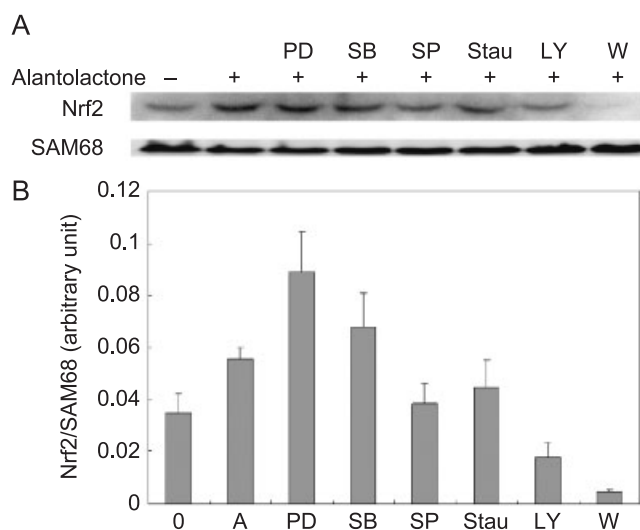 A
PD SB SP Stau LY W
Alantolactone – + + + + + + +
Nrf2
SAM68
B
Nrf2/SAM68 (arbitrary unit)
0.12
0.1
0.08
0.06
0.04
0.02
0
0 A PD SB SP Stau LY W